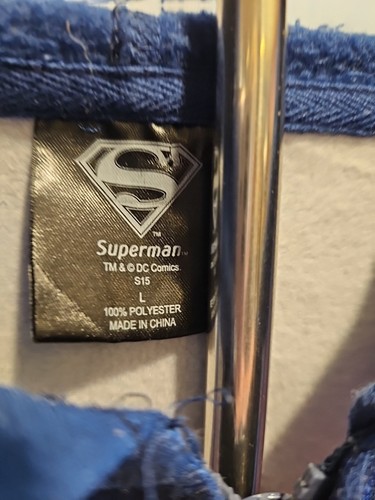 S
TM
Superman
TM & © DC Comics
S15
L
100% POLYESTER
MADE IN CHINA